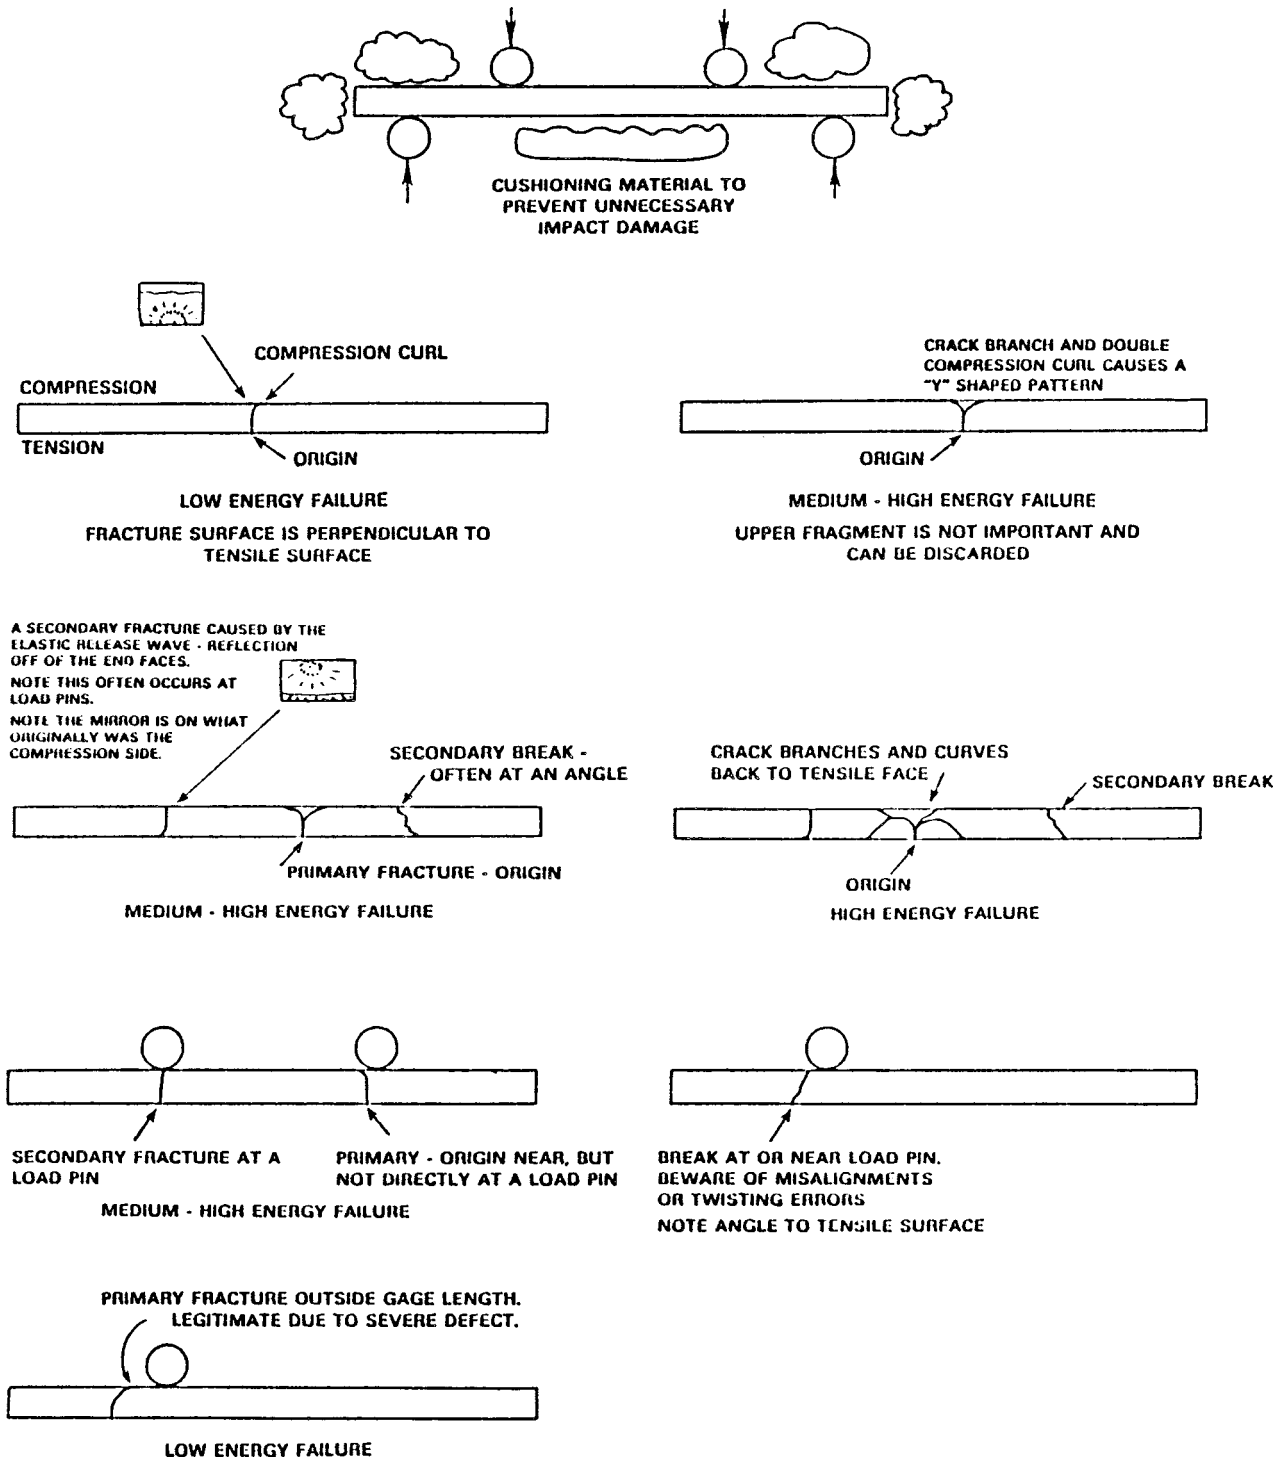 CUSHIONING MATERIAL TO
PREVENT UNNECESSARY
IMPACT DAMAGE
COMPRESSION CURL
COMPRESSION
TENSION
ORIGIN
LOW ENERGY FAILURE
FRACTURE SURFACE IS PERPENDICULAR TO
TENSILE SURFACE
CRACK BRANCH AND DOUBLE
COMPRESSION CURL CAUSES A
"Y" SHAPED PATTERN
ORIGIN
MEDIUM - HIGH ENERGY FAILURE
UPPER FRAGMENT IS NOT IMPORTANT AND
CAN BE DISCARDED
A SECONDARY FRACTURE CAUSED BY THE
ELASTIC RELEASE WAVE - REFLECTION
OFF OF THE END FACES.
NOTE THIS OFTEN OCCURS AT
LOAD PINS.
NOTE THE MIRROR IS ON WHAT
ORIGINALLY WAS THE
COMPRESSION SIDE.
SECONDARY BREAK -
OFTEN AT AN ANGLE
PRIMARY FRACTURE - ORIGIN
MEDIUM - HIGH ENERGY FAILURE
CRACK BRANCHES AND CURVES
BACK TO TENSILE FACE
SECONDARY BREAK
ORIGIN
HIGH ENERGY FAILURE
SECONDARY FRACTURE AT A
LOAD PIN
PRIMARY - ORIGIN NEAR, BUT
NOT DIRECTLY AT A LOAD PIN
MEDIUM - HIGH ENERGY FAILURE
BREAK AT OR NEAR LOAD PIN.
BEWARE OF MISALIGNMENTS
OR TWISTING ERRORS
NOTE ANGLE TO TENSILE SURFACE
PRIMARY FRACTURE OUTSIDE GAGE LENGTH.
LEGITIMATE DUE TO SEVERE DEFECT.
LOW ENERGY FAILURE